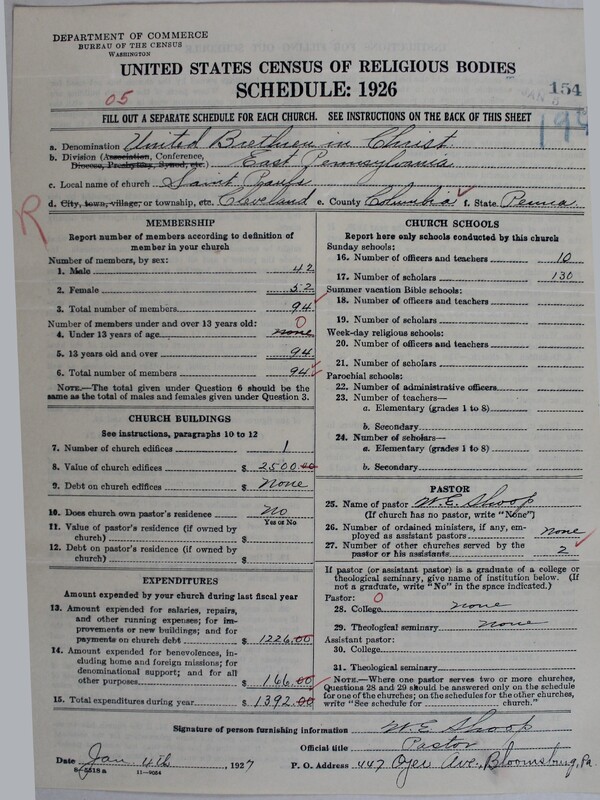 DEPARTMENT OF COMMERCE
BUREAU OF THE CENSUS
WASHINGTON
UNITED STATES CENSUS OF RELIGIOUS BODIES
SCHEDULE: 1926
154
05
FILL OUT A SEPARATE SCHEDULE FOR EACH CHURCH. SEE INSTRUCTIONS ON THE BACK OF THIS SHEET
a. Denomination United Brethren in Christ
b. Division (Association, Conference, Diocese, Presbytery, Synod, etc.) East Pennsylvania
c. Local name of church Saint Pauls
d. City, town, village, or township, etc. Cleveland e. County Columbia f. State Penna
R
MEMBERSHIP
Report number of members according to definition of
member in your church
Number of members, by sex:
1. Male 42
2. Female 52
3. Total number of members 94
Number of members under and over 13 years old: 0
4. Under 13 years of age none
5. 13 years old and over 94
6. Total number of members 94
NOTE.—The total given under Question 6 should be the
same as the total of males and females given under Question 3.
CHURCH BUILDINGS
See instructions, paragraphs 10 to 12
7. Number of church edifices 1
8. Value of church edifices $ 2500.00
9. Debt on church edifices $ none
10. Does church own pastor's residence? No
Yes or No
11. Value of pastor's residence (if owned by
church) $
12. Debt on pastor's residence (if owned by
church) $
EXPENDITURES
Amount expended by your church during last fiscal year
13. Amount expended for salaries, repairs,
and other running expenses; for im-
provements or new buildings; and for
payments on church debt $ 1226.00
14. Amount expended for benevolences, in-
cluding home and foreign missions; for
denominational support; and for all
other purposes $ 166.00
15. Total expenditures during year $ 1392.00
CHURCH SCHOOLS
Report here only schools conducted by this church
Sunday schools:
16. Number of officers and teachers 10
17. Number of scholars 130
Summer vacation Bible schools:
18. Number of officers and teachers
19. Number of scholars
Week-day religious schools:
20. Number of officers and teachers
21. Number of scholars
Parochial schools:
22. Number of administrative officers
23. Number of teachers—
a. Elementary (grades 1 to 8)
b. Secondary
24. Number of scholars—
a. Elementary (grades 1 to 8)
b. Secondary
PASTOR
25. Name of pastor W. E. Shoop
(If church has no pastor, write "None")
26. Number of ordained ministers, if any, em-
ployed as assistant pastors none
27. Number of other churches served by the
pastor or his assistants 2
If pastor (or assistant pastor) is a graduate of a college or
theological seminary, give name of institution below. (If
not a graduate, write "No" in the space indicated.)
Pastor: 0
28. College none
29. Theological seminary none
Assistant pastor:
30. College
31. Theological seminary
NOTE.—Where one pastor serves two or more churches,
Questions 28 and 29 should be answered only on the schedule
for one of the churches; on the schedules for the other churches,
write "See schedule for church."
Signature of person furnishing information W E Shoop
Official title Pastor
Date Jan. 4th, 1927 P. O. Address 447 Ave., Bloomsburg, Pa.
8-5518a 11-9064